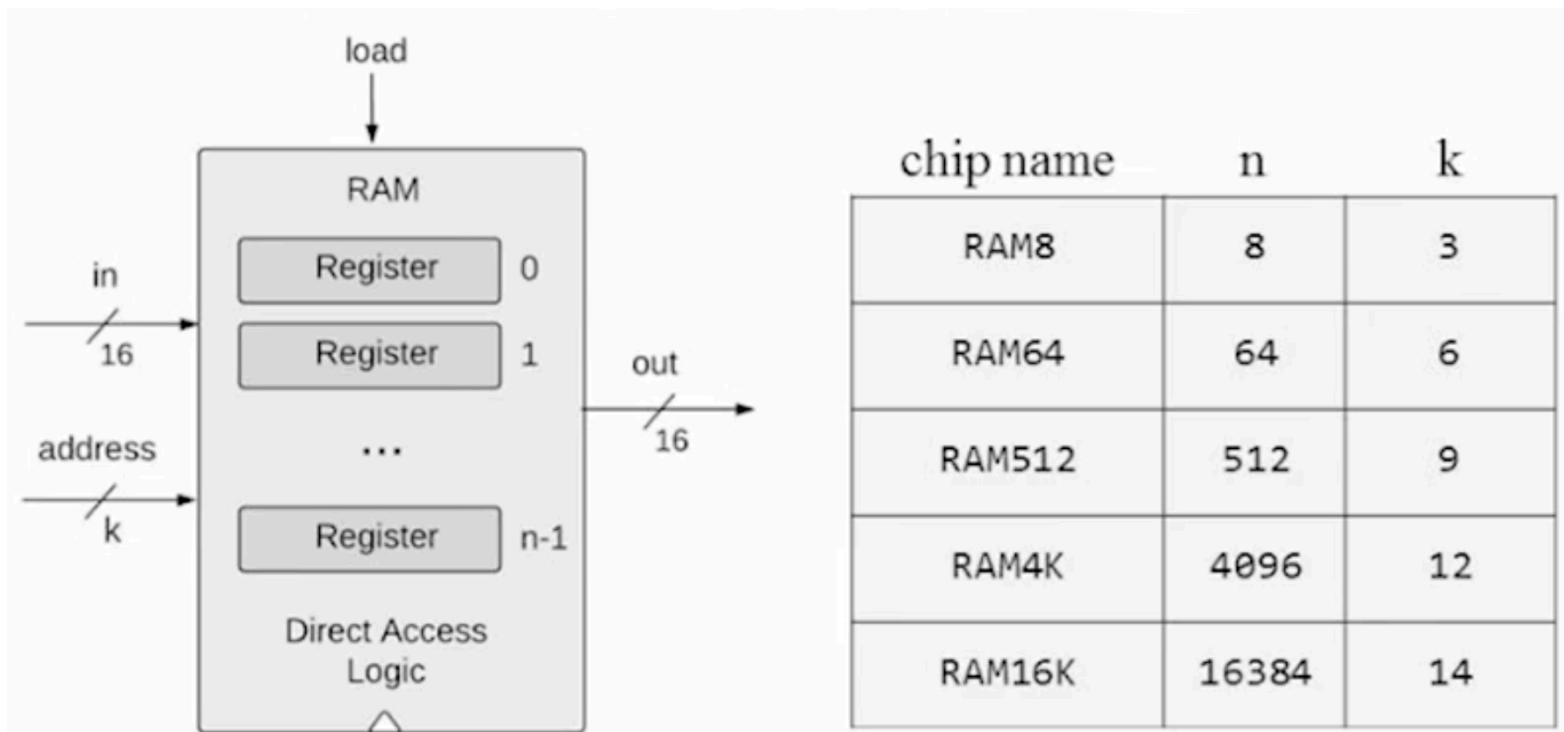 load
RAM
Register 0
in
16
Register 1
out
16
address
k
...
Register n-1
Direct Access
Logic
chip name n k
RAM8 8 3
RAM64 64 6
RAM512 512 9
RAM4K 4096 12
RAM16K 16384 14